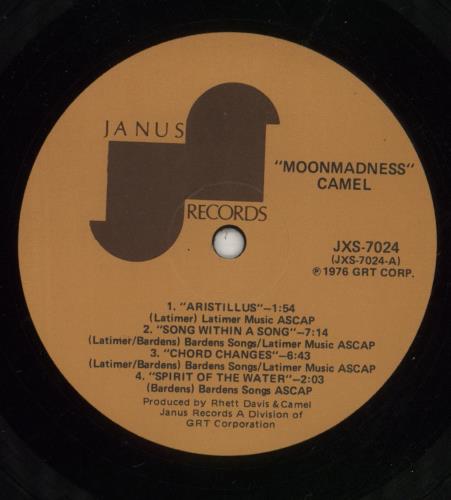 JANUS
RECORDS
"MOONMADNESS"
CAMEL
JXS-7024
(JXS-7024-A)
℗1976 GRT CORP.
1. "ARISTILLUS"–1:54
(Latimer) Latimer Music ASCAP
2. "SONG WITHIN A SONG"–7:14
(Latimer/Bardens) Bardens Songs/Latimer Music ASCAP
3. "CHORD CHANGES"–6:43
(Latimer/Bardens) Bardens Songs/Latimer Music ASCAP
4. "SPIRIT OF THE WATER"–2:03
(Bardens) Bardens Songs ASCAP
Produced by Rhett Davis & Camel
Janus Records A Division of
GRT Corporation